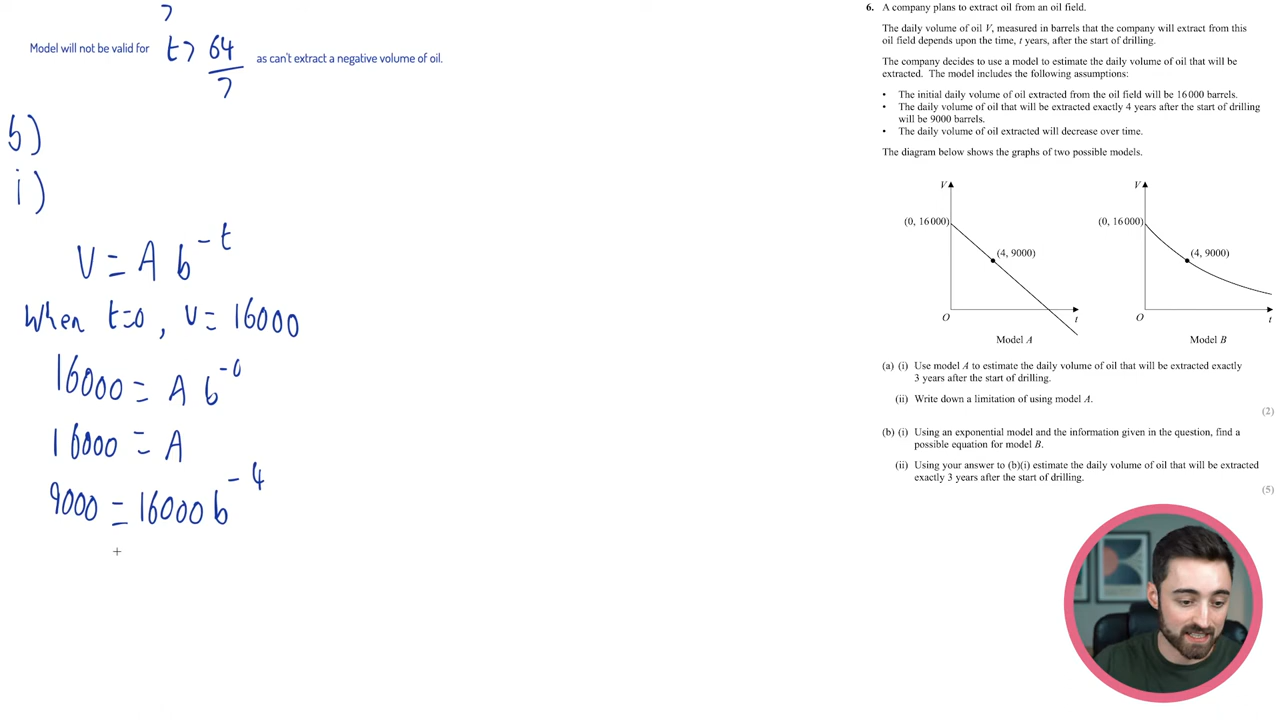 7
Model will not be valid for t > 64/7 as can't extract a negative volume of oil.
b)
i)
V = A b^-t
When t=0, V = 16000
16000 = A b^-0
16000 = A
9000 = 16000 b^-4
6. A company plans to extract oil from an oil field.
The daily volume of oil V, measured in barrels that the company will extract from this
oil field depends upon the time, t years, after the start of drilling.
The company decides to use a model to estimate the daily volume of oil that will be
extracted. The model includes the following assumptions:
• The initial daily volume of oil extracted from the oil field will be 16 000 barrels.
• The daily volume of oil that will be extracted exactly 4 years after the start of drilling
will be 9000 barrels.
• The daily volume of oil extracted will decrease over time.
The diagram below shows the graphs of two possible models.
V
(0, 16 000)
(4, 9000)
O
t
Model A
V
(0, 16 000)
(4, 9000)
O
t
Model B
(a) (i) Use model A to estimate the daily volume of oil that will be extracted exactly
3 years after the start of drilling.
(ii) Write down a limitation of using model A.
(2)
(b) (i) Using an exponential model and the information given in the question, find a
possible equation for model B.
(ii) Using your answer to (b)(i) estimate the daily volume of oil that will be extracted
exactly 3 years after the start of drilling.
(5)